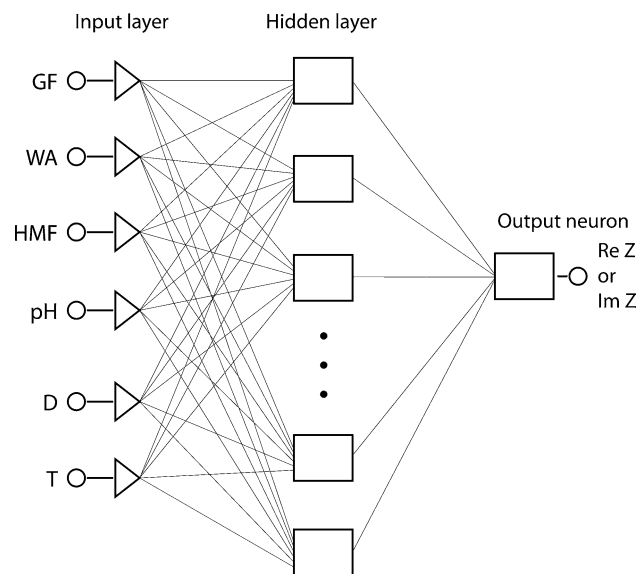 Input layer
Hidden layer
GF
WA
HMF
pH
D
T
Output neuron
Re Z
or
Im Z